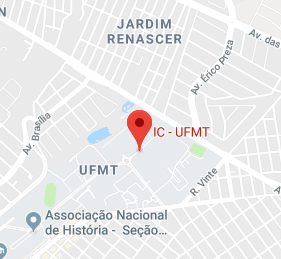 JARDIM
RENASCER
N
Av. das
Av. Érico Preza
IC - UFMT
Av. Brasília
UFMT
R. Vinte
A
Associação Nacional
de História - Seção...